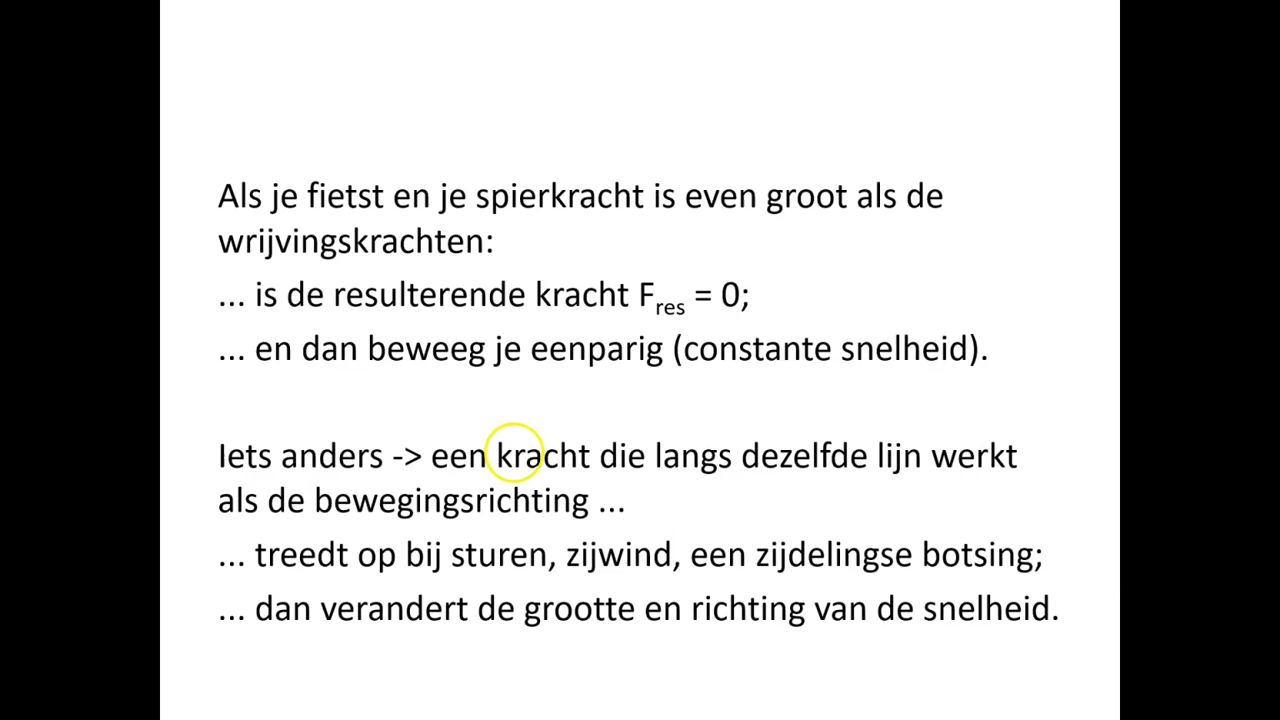 Als je fietst en je spierkracht is even groot als de
wrijvingskrachten:
... is de resulterende kracht Fres = 0;
... en dan beweeg je eenparig (constante snelheid).
Iets anders -> een kracht die langs dezelfde lijn werkt
als de bewegingsrichting ...
... treedt op bij sturen, zijwind, een zijdelingse botsing;
... dan verandert de grootte en richting van de snelheid.